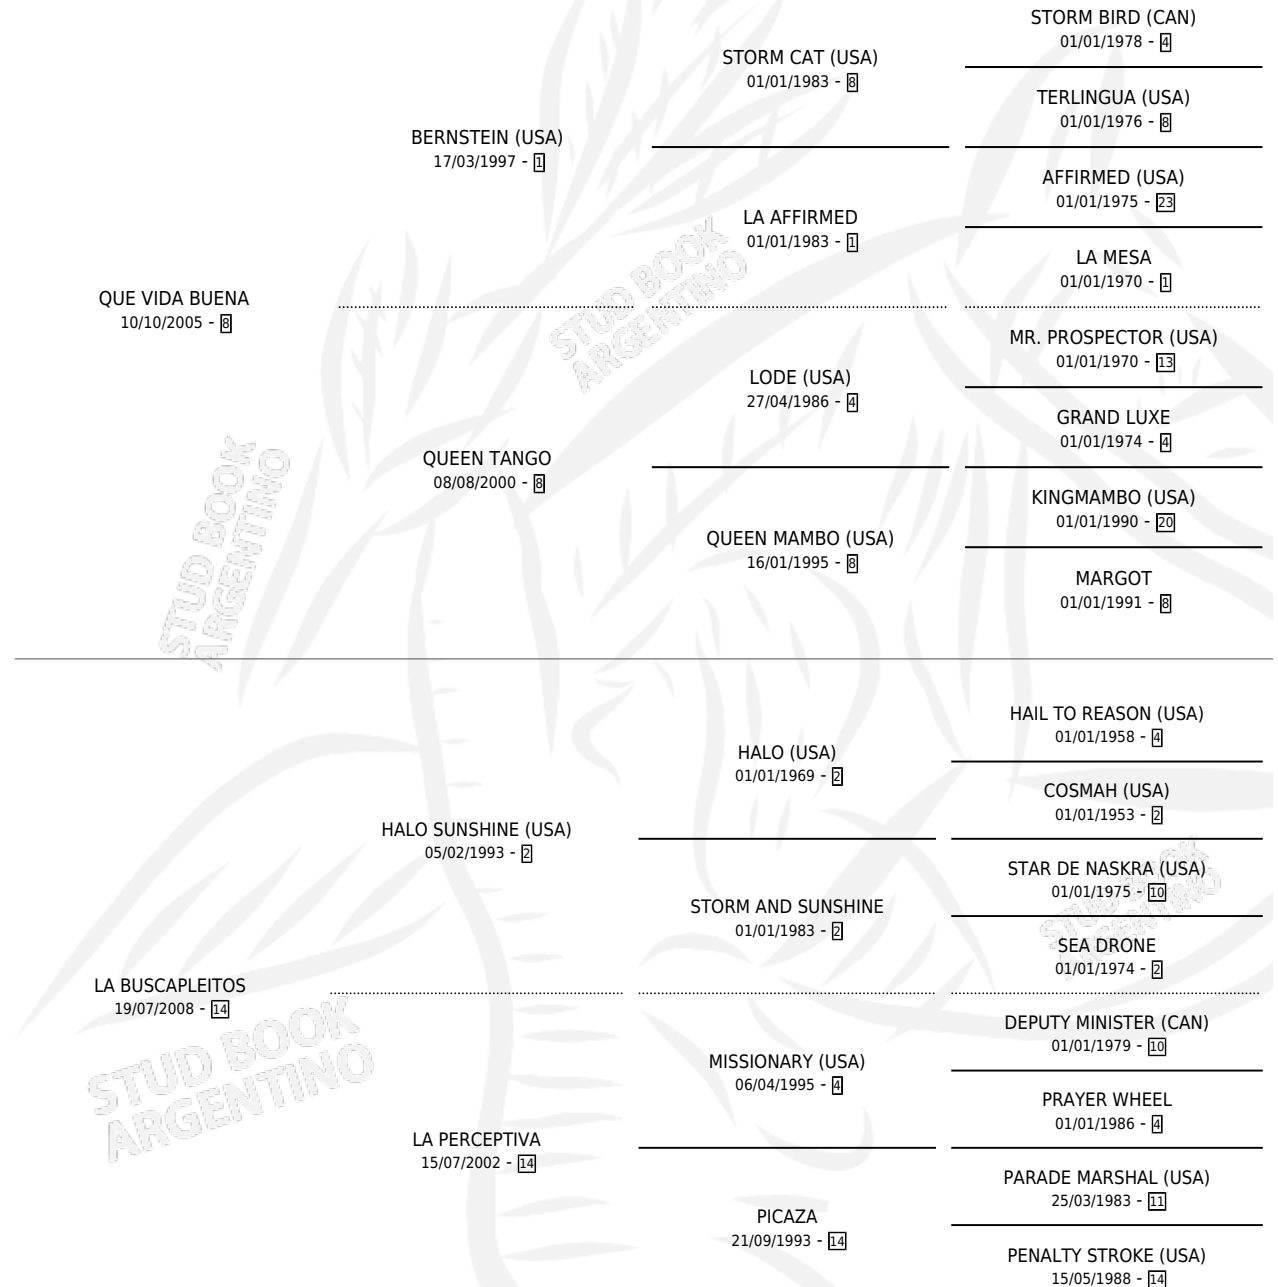 STORM BIRD (CAN)
01/01/1978 - 4
STORM CAT (USA)
01/01/1983 - 8
TERLINGUA (USA)
01/01/1976 - 8
BERNSTEIN (USA)
17/03/1997 - 1
AFFIRMED (USA)
01/01/1975 - 23
LA AFFIRMED
01/01/1983 - 1
LA MESA
01/01/1970 - 1
QUE VIDA BUENA
10/10/2005 - 8
MR. PROSPECTOR (USA)
01/01/1970 - 13
LODE (USA)
27/04/1986 - 4
GRAND LUXE
01/01/1974 - 4
QUEEN TANGO
08/08/2000 - 8
KINGMAMBO (USA)
01/01/1990 - 20
QUEEN MAMBO (USA)
16/01/1995 - 8
MARGOT
01/01/1991 - 8
HAIL TO REASON (USA)
01/01/1958 - 4
HALO (USA)
01/01/1969 - 2
COSMAH (USA)
01/01/1953 - 2
HALO SUNSHINE (USA)
05/02/1993 - 2
STAR DE NASKRA (USA)
01/01/1975 - 10
STORM AND SUNSHINE
01/01/1983 - 2
SEA DRONE
01/01/1974 - 2
LA BUSCAPLEITOS
19/07/2008 - 14
DEPUTY MINISTER (CAN)
01/01/1979 - 10
MISSIONARY (USA)
06/04/1995 - 4
PRAYER WHEEL
01/01/1986 - 4
LA PERCEPTIVA
15/07/2002 - 14
PARADE MARSHAL (USA)
25/03/1983 - 11
PICAZA
21/09/1993 - 14
PENALTY STROKE (USA)
15/05/1988 - 14
STUD BOOK
ARGENTINO
STUD BOOK
ARGENTINO
STUD BOOK
ARGENTINO
STUD BOOK
ARGENTINO